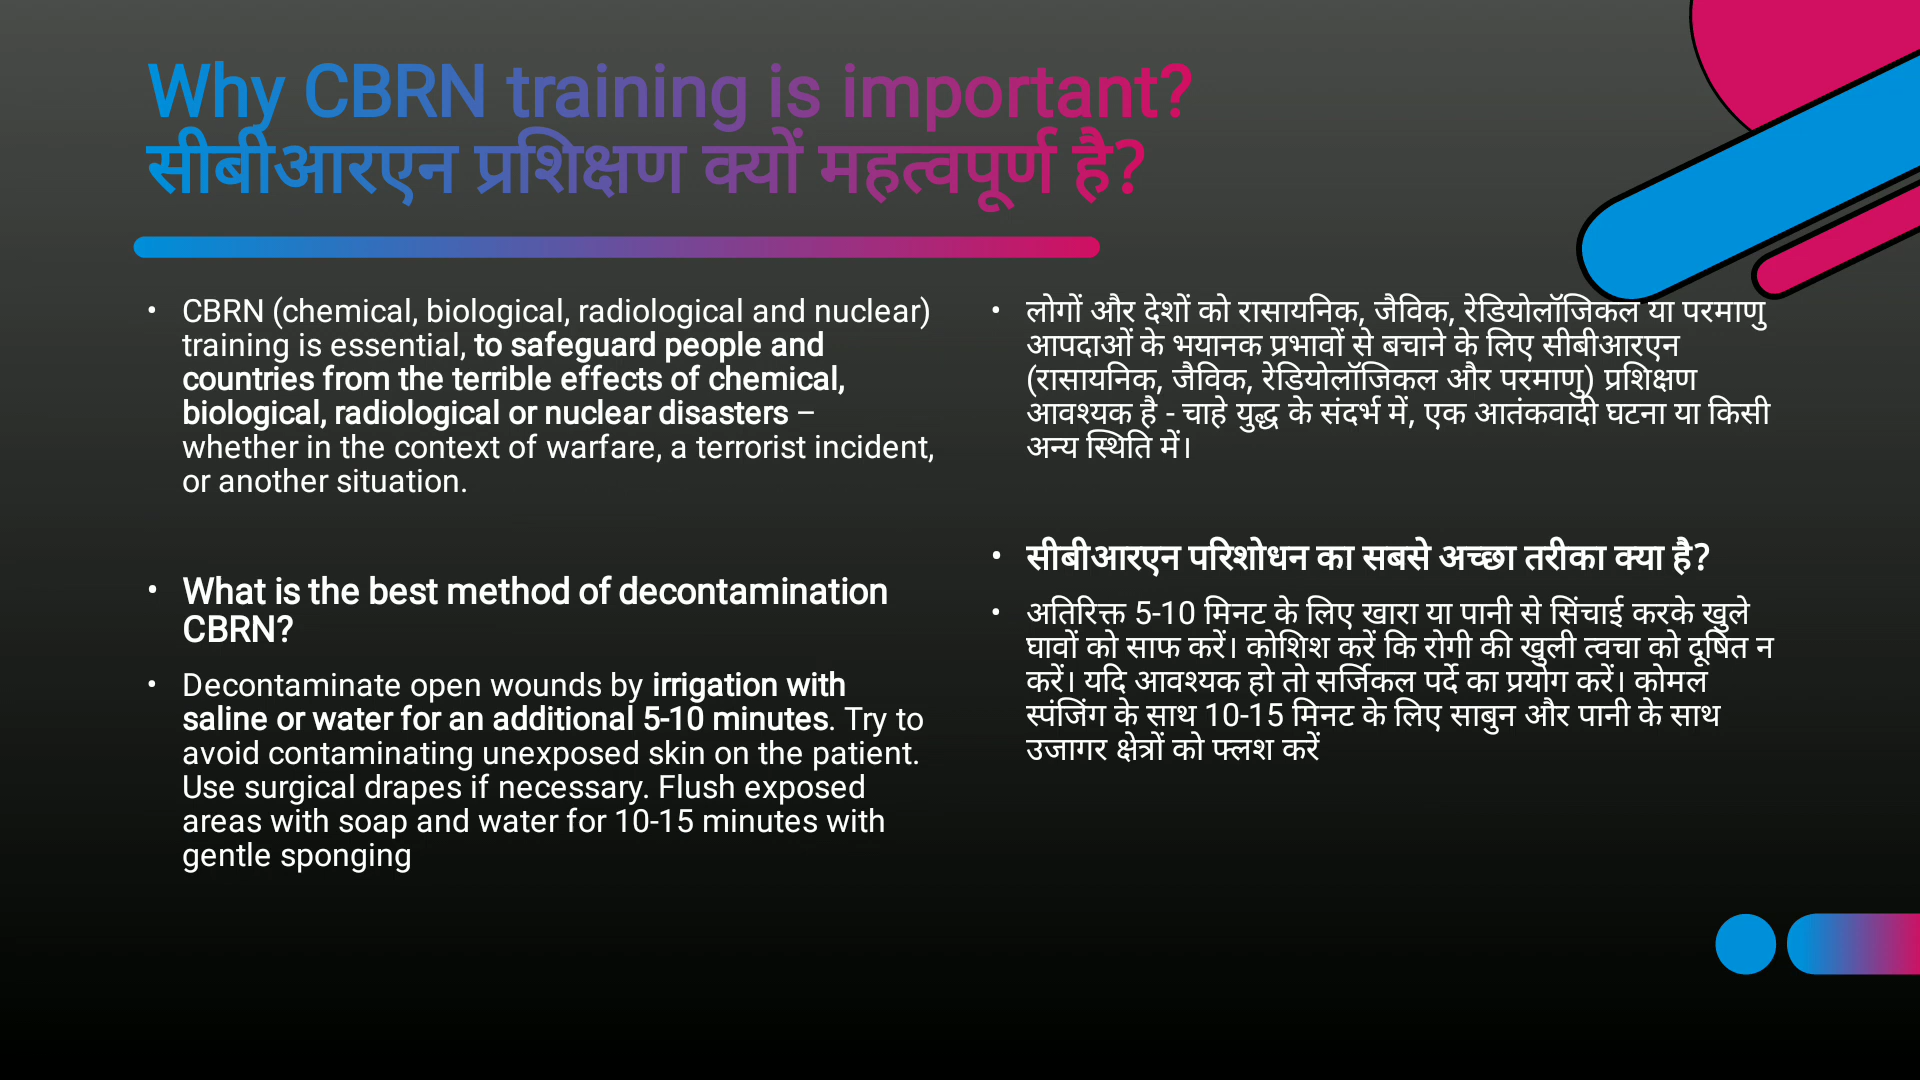 Why CBRN training is important?
सीबीआरएन प्रशिक्षण क्यों महत्वपूर्ण है?
• CBRN (chemical, biological, radiological and nuclear)
training is essential, to safeguard people and
countries from the terrible effects of chemical,
biological, radiological or nuclear disasters –
whether in the context of warfare, a terrorist incident,
or another situation.
• What is the best method of decontamination
CBRN?
• Decontaminate open wounds by irrigation with
saline or water for an additional 5-10 minutes. Try to
avoid contaminating unexposed skin on the patient.
Use surgical drapes if necessary. Flush exposed
areas with soap and water for 10-15 minutes with
gentle sponging
• लोगों और देशों को रासायनिक, जैविक, रेडियोलॉजिकल या परमाणु
आपदाओं के भयानक प्रभावों से बचाने के लिए सीबीआरएन
(रासायनिक, जैविक, रेडियोलॉजिकल और परमाणु) प्रशिक्षण
आवश्यक है - चाहे युद्ध के संदर्भ में, एक आतंकवादी घटना या किसी
अन्य स्थिति में।
• सीबीआरएन परिशोधन का सबसे अच्छा तरीका क्या है?
• अतिरिक्त 5-10 मिनट के लिए खारा या पानी से सिंचाई करके खुले
घावों को साफ करें। कोशिश करें कि रोगी की खुली त्वचा को दूषित न
करें। यदि आवश्यक हो तो सर्जिकल पर्दे का प्रयोग करें। कोमल
स्पंजिंग के साथ 10-15 मिनट के लिए साबुन और पानी के साथ
उजागर क्षेत्रों को फ्लश करें